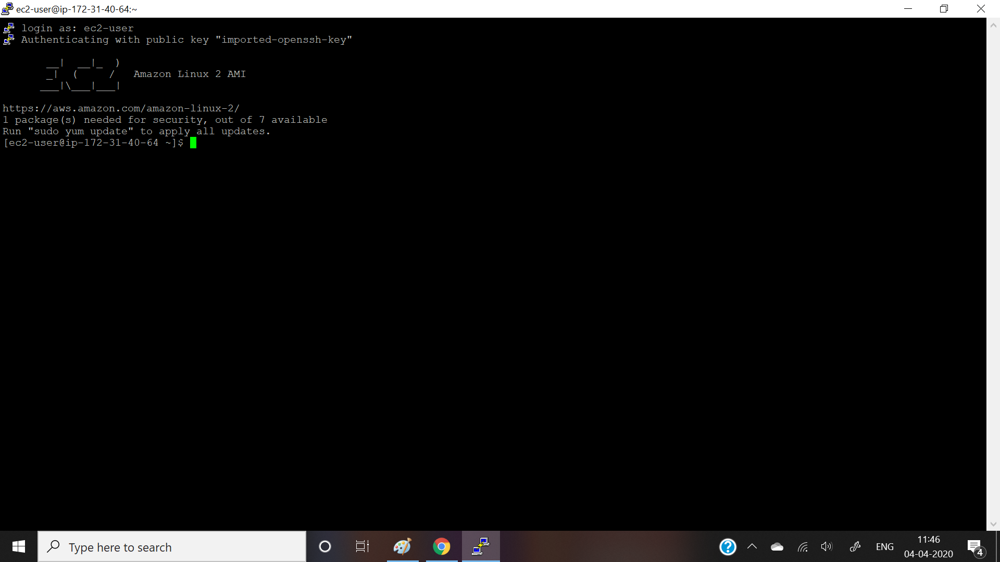 ec2-user@ip-172-31-40-64:~
login as: ec2-user
Authenticating with public key "imported-openssh-key"
       __|  __|_  )
       _|  (     /   Amazon Linux 2 AMI
      ___|\___|___|
https://aws.amazon.com/amazon-linux-2/
1 package(s) needed for security, out of 7 available
Run "sudo yum update" to apply all updates.
[ec2-user@ip-172-31-40-64 ~]$
Type here to search
ENG
11:46
04-04-2020
4